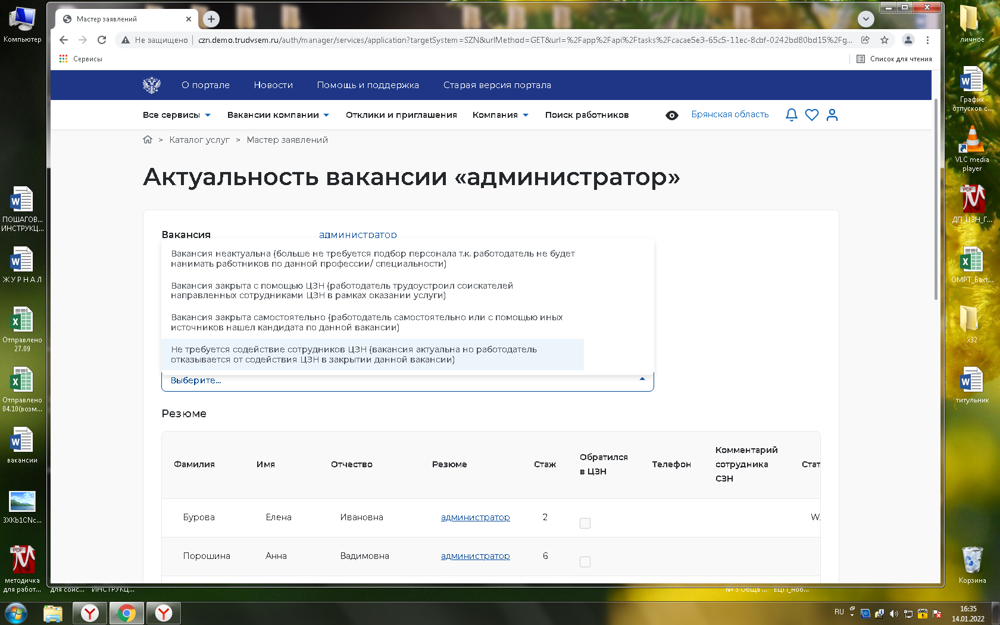 Компьютер
Мастер заявлений
Не защищено
czn.demo.trudvsem.ru/auth/manager/services/application?targetSystem=SZN&urlMethod=GET&url=%2Fapp%2Fapi%2Ftasks%2Fcacae5e3-65c5-11ec-8cbf-0242bd80bd15%2Fg...
Сервисы
Список для чтения
О портале
Новости
Помощь и поддержка
Старая версия портала
Все сервисы
Вакансии компании
Отклики и приглашения
Компания
Поиск работников
Брянская область
> Каталог услуг > Мастер заявлений
Актуальность вакансии «администратор»
Вакансия
администратор
Вакансия неактуальна (больше не требуется подбор персонала т.к. работодатель не будет
нанимать работников по данной профессии/ специальности)
Вакансия закрыта с помощью ЦЗН (работодатель трудоустроил соискателей
направленных сотрудниками ЦЗН в рамках оказании услуги)
Вакансия закрыта самостоятельно (работодатель самостоятельно или с помощью иных
источников нашел кандидата по данной вакансии)
Не требуется содействие сотрудников ЦЗН (вакансия актуальна но работодатель
отказывается от содействия ЦЗН в закрытии данной вакансии)
Выберите...
Резюме
Фамилия
Имя
Отчество
Резюме
Стаж
Обратился
в ЦЗН
Телефон
Комментарий
сотрудника
СЗН
Стат
Бурова
Елена
Ивановна
администратор
2
W.
Порошина
Анна
Вадимовна
администратор
6
ПОШАГОВ...
ИНСТРУКЦ...
Ж У Р Н А Л
Отправлено
27.09
Отправлено
04.10(возм...
вакансии
3XKb1CNc...
методичка
для работ...
для соис...
ИНСТРУКЦ...
личное
График
отпусков с...
VLC media
player
ДП_ЦЗН_Г...
ОМРТ_Бахт...
x32
титульник
Корзина
№ 5 Обща ...
ЕЦП_ноб...
RU
16:35
14.01.2022